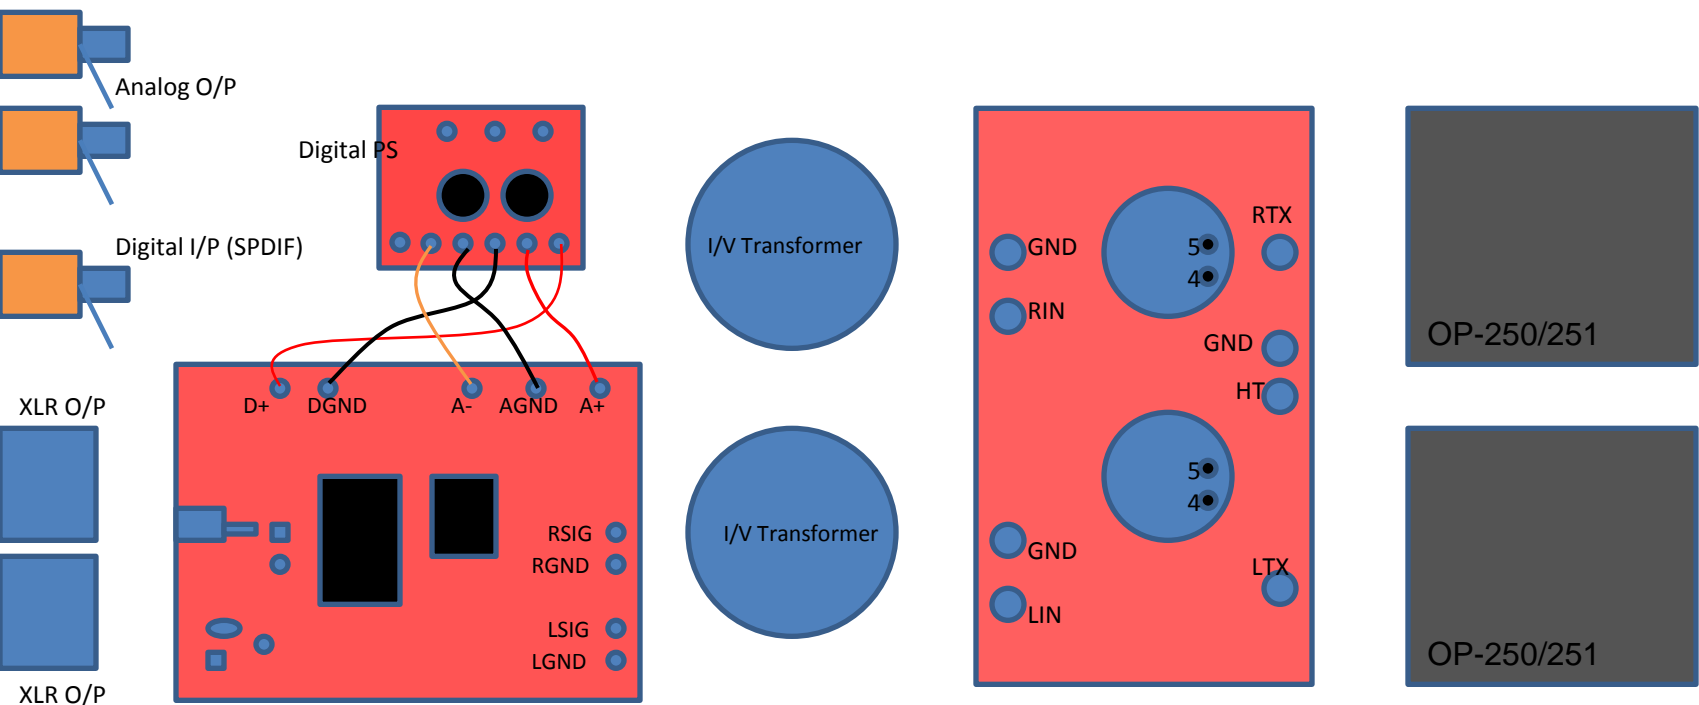 Analog O/P
Digital PS
Digital I/P (SPDIF)
I/V Transformer
RTX
GND
5
4
RIN
GND
HT
OP-250/251
XLR O/P
D+ DGND A- AGND A+
5
4
RSIG
RGND
I/V Transformer
GND
LTX
LIN
LSIG
LGND
OP-250/251
XLR O/P